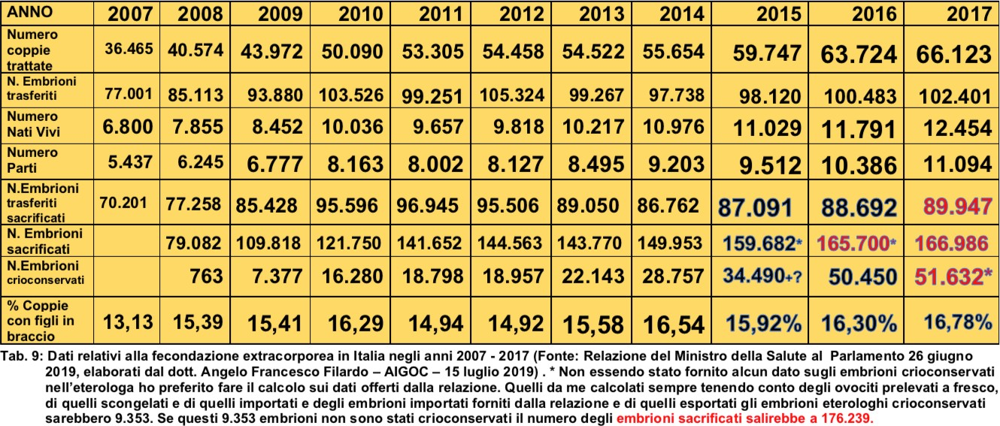 ANNO 2007 2008 2009 2010 2011 2012 2013 2014 2015 2016 2017
Numero
coppie 36.465 40.574 43.972 50.090 53.305 54.458 54.522 55.654 59.747 63.724 66.123
trattate
N. Embrioni
trasferiti 77.001 85.113 93.880 103.526 99.251 105.324 99.267 97.738 98.120 100.483 102.401
Numero
Nati Vivi 6.800 7.855 8.452 10.036 9.657 9.818 10.217 10.976 11.029 11.791 12.454
Numero
Parti 5.437 6.245 6.777 8.163 8.002 8.127 8.495 9.203 9.512 10.386 11.094
N.Embrioni
trasferiti 70.201 77.258 85.428 95.596 96.945 95.506 89.050 86.762 87.091 88.692 89.947
sacrificati
N. Embrioni
sacrificati 79.082 109.818 121.750 141.652 144.563 143.770 149.953 159.682* 165.700* 166.986
N.Embrioni
crioconservati 763 7.377 16.280 18.798 18.957 22.143 28.757 34.490+? 50.450 51.632*
% Coppie
con figli in 13,13 15,39 15,41 16,29 14,94 14,92 15,58 16,54 15,92% 16,30% 16,78%
braccio
Tab. 9: Dati relativi alla fecondazione extracorporea in Italia negli anni 2007 - 2017 (Fonte: Relazione del Ministro della Salute al Parlamento 26 giugno
2019, elaborati dal dott. Angelo Francesco Filardo – AIGOC – 15 luglio 2019) . * Non essendo stato fornito alcun dato sugli embrioni crioconservati
nell'eterologa ho preferito fare il calcolo sui dati offerti dalla relazione. Quelli da me calcolati sempre tenendo conto degli ovociti prelevati a fresco,
di quelli scongelati e di quelli importati e degli embrioni importati forniti dalla relazione e di quelli esportati gli embrioni eterologhi crioconservati
sarebbero 9.353. Se questi 9.353 embrioni non sono stati crioconservati il numero degli embrioni sacrificati salirebbe a 176.239.